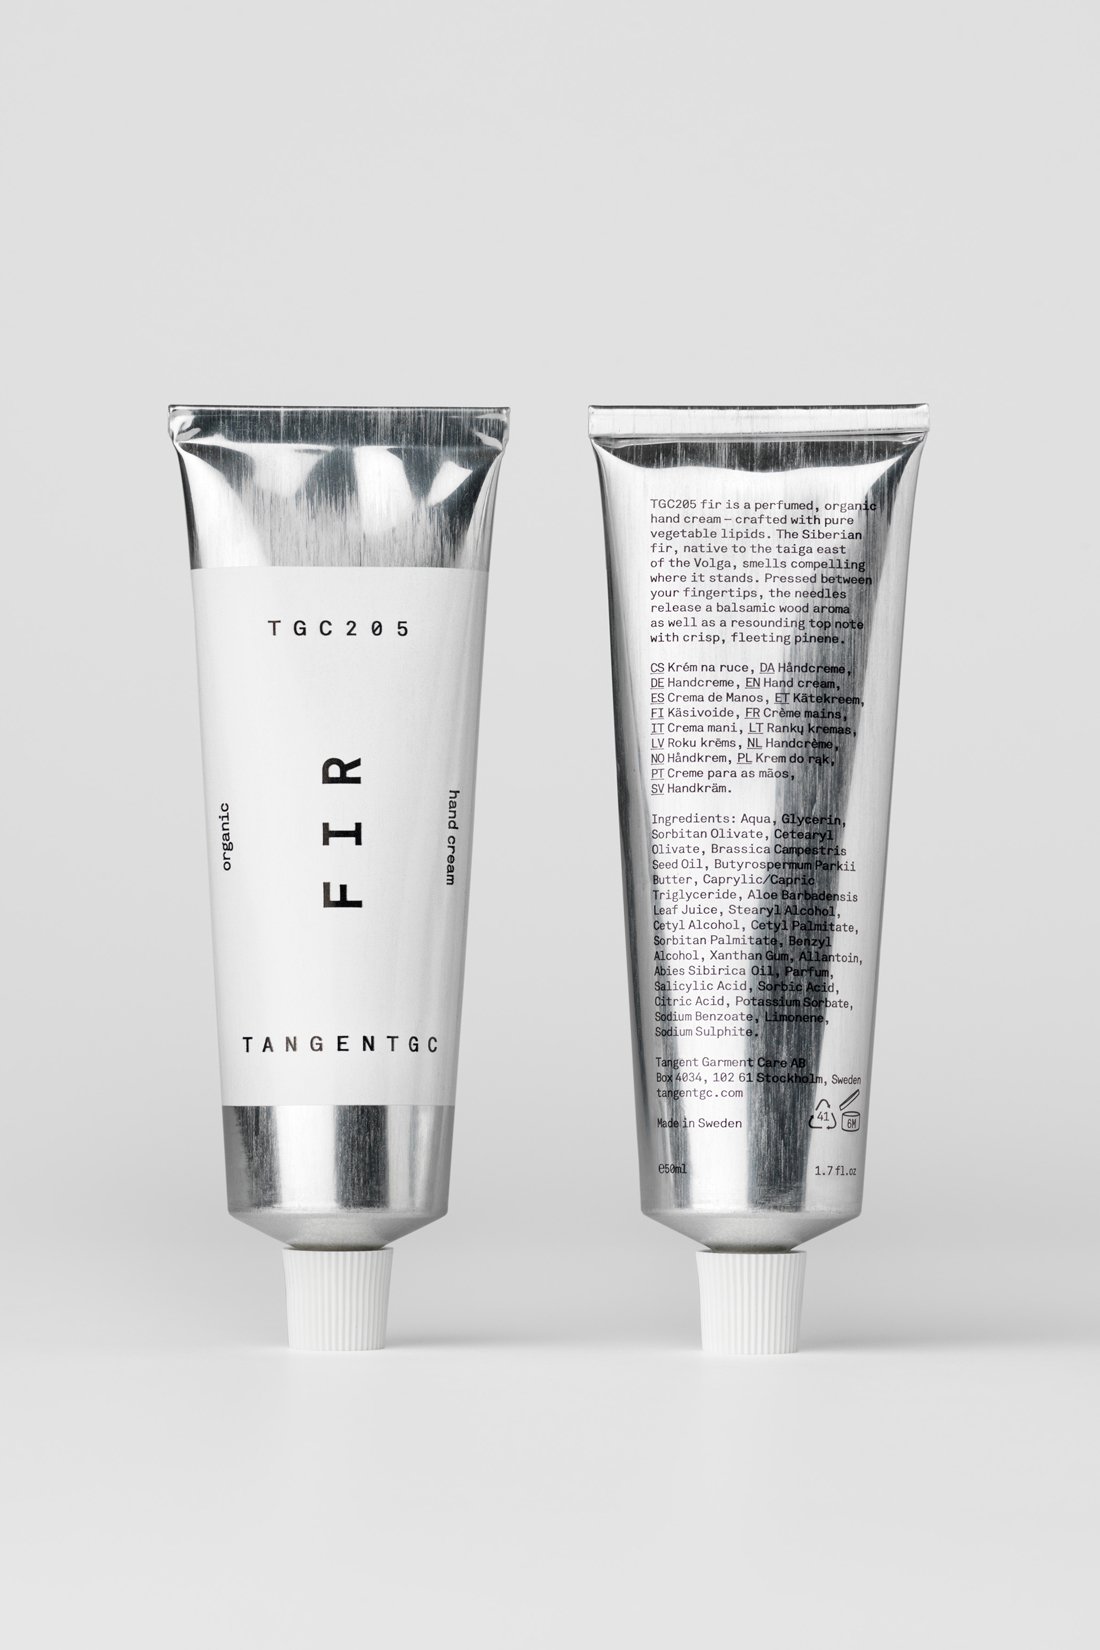 TGC205
FIR
organic
hand cream
TANGENTGC
TGC205 fir is a perfumed, organic
hand cream – crafted with pure
vegetable lipids. The Siberian
fir, native to the taiga east
of the Volga, smells compelling
where it stands. Pressed between
your fingertips, the needles
release a balsamic wood aroma
as well as a resounding top note
with crisp, fleeting pinene.
CS Krém na ruce, DA Håndcreme,
DE Handcreme, EN Hand cream,
ES Crema de Manos, ET Kätekreem,
FI Käsivoide, FR Crème mains,
IT Crema mani, LT Rankų kremas,
LV Roku krēms, NL Handcrème,
NO Håndkrem, PL Krem do rąk,
PT Creme para as mãos,
SV Handkräm.
Ingredients: Aqua, Glycerin,
Sorbitan Olivate, Cetearyl
Olivate, Brassica Campestris
Seed Oil, Butyrospermum Parkii
Butter, Caprylic/Capric
Triglyceride, Aloe Barbadensis
Leaf Juice, Stearyl Alcohol,
Cetyl Alcohol, Cetyl Palmitate,
Sorbitan Palmitate, Benzyl
Alcohol, Xanthan Gum, Allantoin,
Abies Sibirica Oil, Parfum,
Salicylic Acid, Sorbic Acid,
Citric Acid, Potassium Sorbate,
Sodium Benzoate, Limonene,
Sodium Sulphite.
Tangent Garment Care AB
Box 4034, 102 61 Stockholm, Sweden
tangentgc.com
Made in Sweden
41
6M
℮50ml
1.7 fl.oz